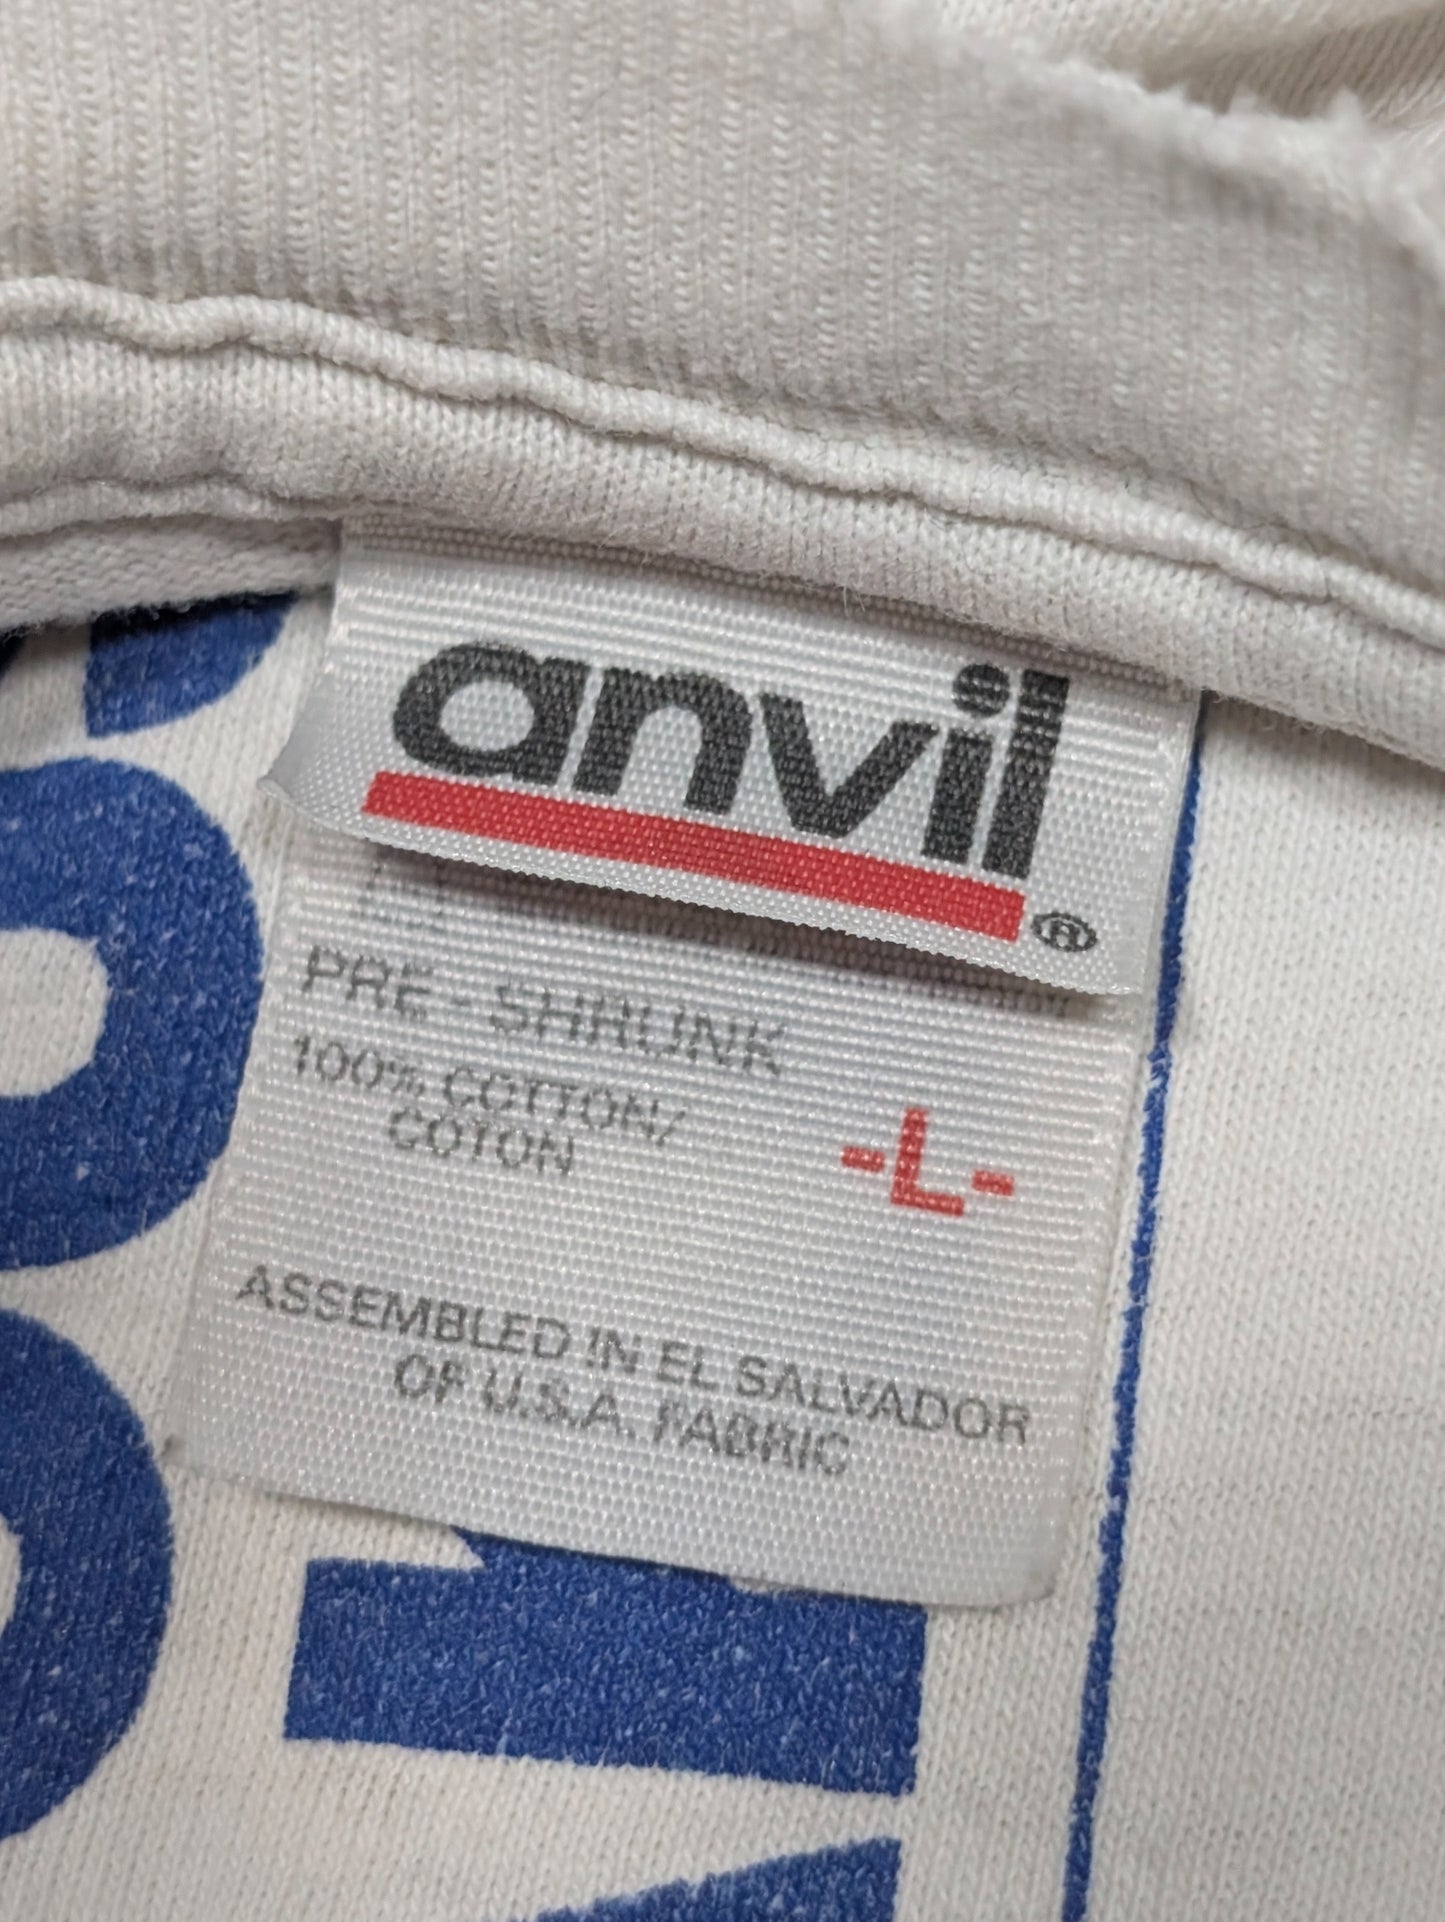 anvil®
PRE - SHRUNK
100% COTTON/
COTON
-L-
ASSEMBLED IN EL SALVADOR
OF U.S.A. FABRIC